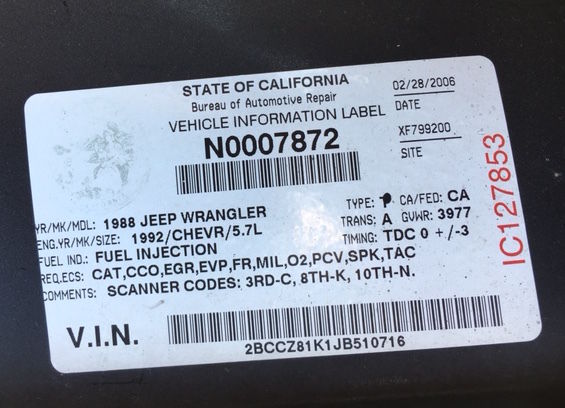 STATE OF CALIFORNIA
Bureau of Automotive Repair
VEHICLE INFORMATION LABEL
N0007872
02/28/2006
DATE
XF799200
SITE
IC127853
YR/MK/MDL: 1988 JEEP WRANGLER
ENG.YR/MK/SIZE: 1992/CHEVR/5.7L
FUEL IND.: FUEL INJECTION
REQ.ECS: CAT,CCO,EGR,EVP,FR,MIL,O2,PCV,SPK,TAC
COMMENTS: SCANNER CODES: 3RD-C, 8TH-K, 10TH-N.
TYPE: CA/FED: CA
TRANS: A GVWR: 3977
TIMING: TDC 0 +/-3
V.I.N.
2BCCZ81K1JB510716